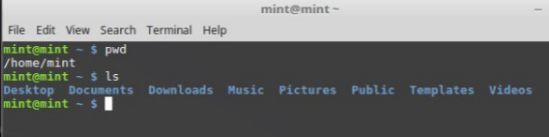 mint@mint ~
File Edit View Search Terminal Help
mint@mint ~ $ pwd
/home/mint
mint@mint ~ $ ls
Desktop Documents Downloads Music Pictures Public Templates Videos
mint@mint ~ $